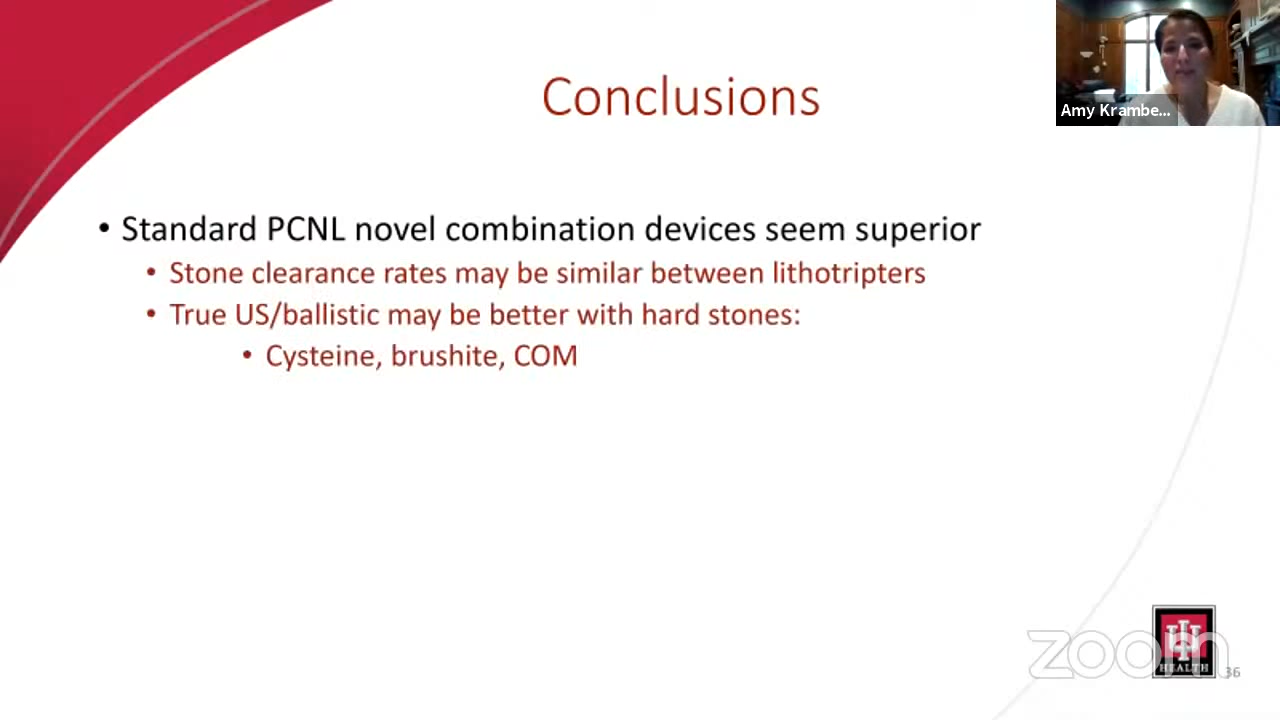 Conclusions
Amy Krambe...
• Standard PCNL novel combination devices seem superior
• Stone clearance rates may be similar between lithotripters
• True US/ballistic may be better with hard stones:
• Cysteine, brushite, COM
zoom
HEALTH
36